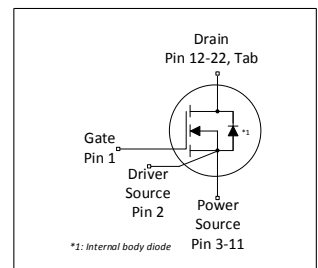 Drain
Pin 12-22, Tab
*1
Gate
Pin 1
Driver
Source
Pin 2
Power
Source
Pin 3-11
*1: Internal body diode